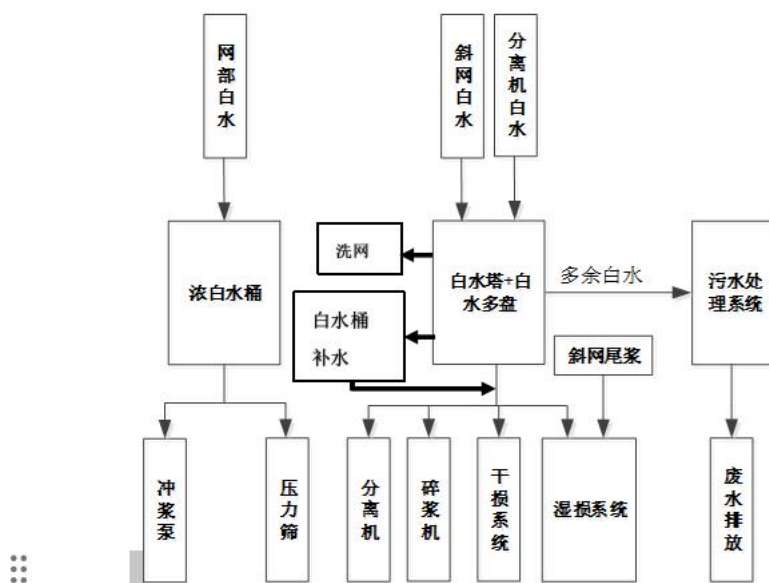 网部白水
斜网白水
分离机白水
洗网
浓白水桶
白水塔+白
水多盘
多余白水
污水处
理系统
白水桶
补水
斜网尾浆
冲浆泵
压力筛
分离机
碎浆机
干损系统
湿损系统
废水排放